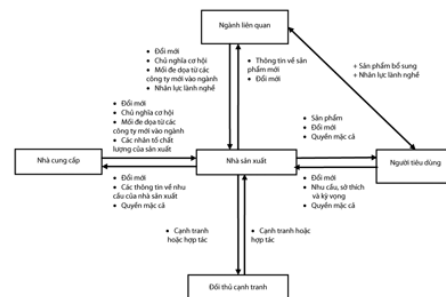 Ngành liên quan
• Đổi mới
• Chủ nghĩa cơ hội
• Mối đe dọa từ các
công ty mới vào ngành
• Nhân lực lành nghề
• Thông tin về sản
phẩm mới
• Đổi mới
+ Sản phẩm bổ sung
+ Nhân lực lành nghề
• Đổi mới
• Chủ nghĩa cơ hội
• Mối đe dọa từ các
công ty mới vào ngành
• Các nhân tố chất
lượng của sản xuất
• Sản phẩm
• Đổi mới
• Quyền mặc cả
Nhà cung cấp
Nhà sản xuất
Người tiêu dùng
• Đổi mới
• Các thông tin về nhu
cầu của nhà sản xuất
• Quyền mặc cả
• Đổi mới
• Nhu cầu, sở thích
và kỳ vọng
• Quyền mặc cả
• Cạnh tranh
hoặc hợp tác
• Cạnh tranh hoặc
hợp tác
Đối thủ cạnh tranh